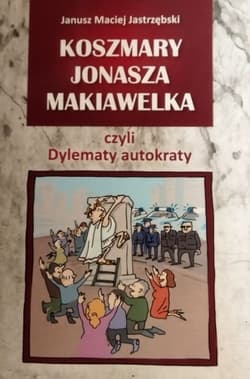 Janusz Maciej Jastrzębski
KOSZMARY
JONASZA
MAKIAWELKA
czyli
Dylematy autokraty